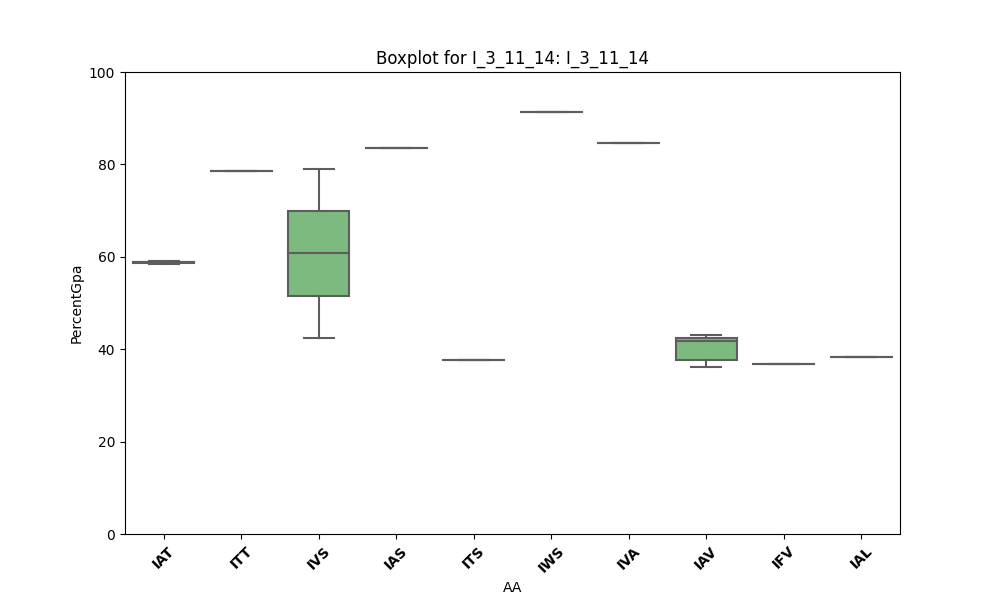 Boxplot for I_3_11_14: I_3_11_14
100
80
60
40
20
0
PercentGpa
IAT
ITT
IVS
IAS
ITS
IWS
IVA
IAV
IFV
IAL
AA